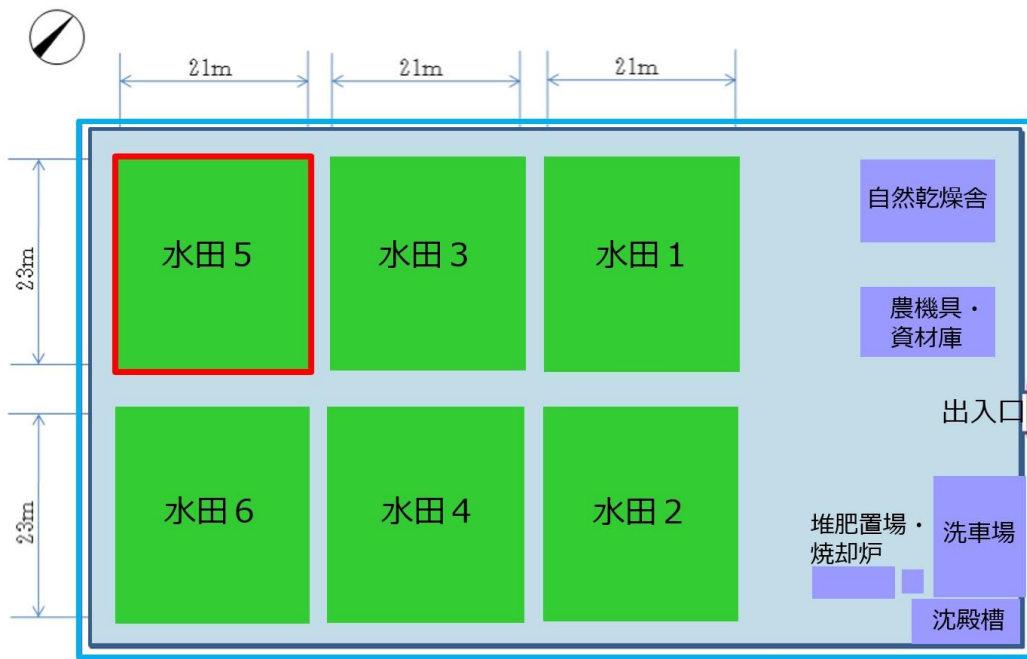 21m
21m
21m
23m
23m
水田５
水田３
水田１
水田６
水田４
水田２
自然乾燥舎
農機具・
資材庫
出入口
堆肥置場・
焼却炉
洗車場
沈殿槽